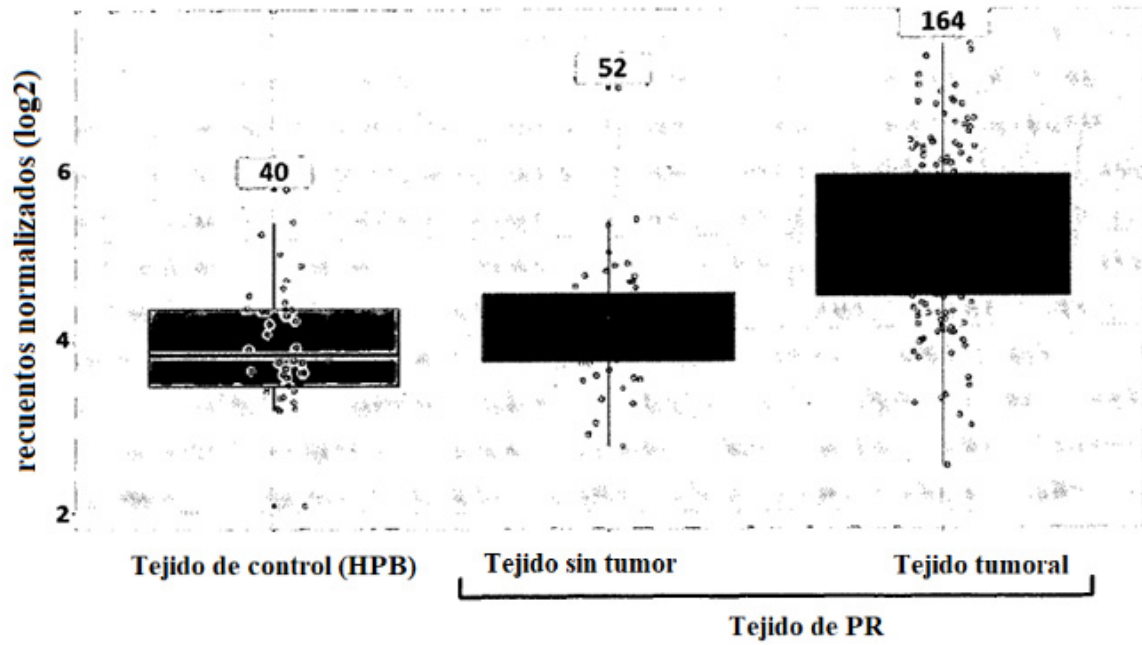 recuentos normalizados (log2)
6
4
2
40
52
164
Tejido de control (HPB)
Tejido sin tumor
Tejido tumoral
Tejido de PR